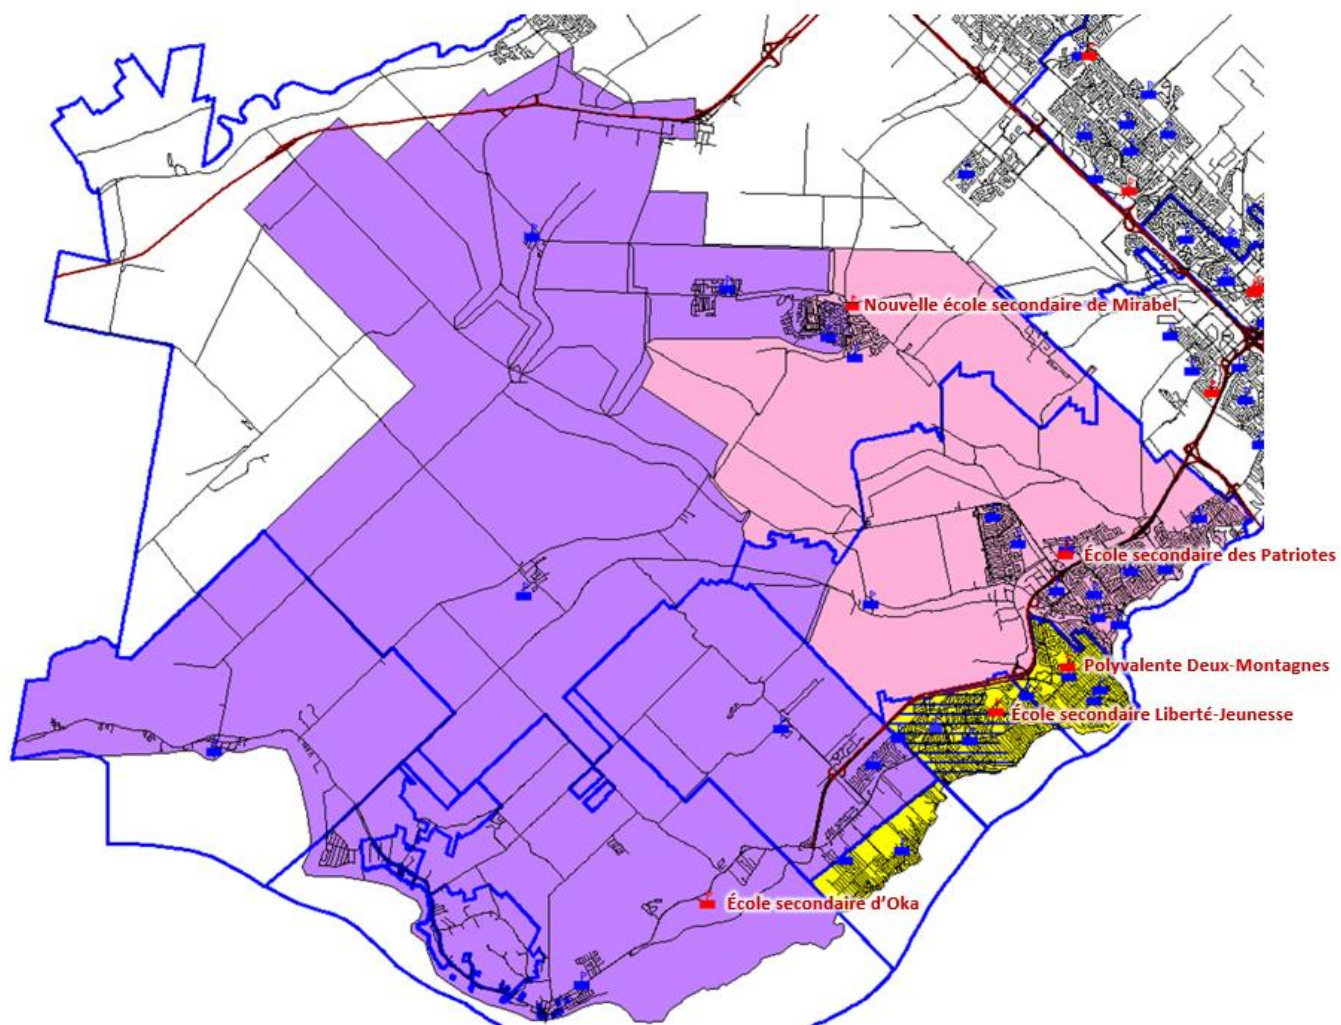 Nouvelle école secondaire de Mirabel
École secondaire des Patriotes
Polyvalente Deux-Montagnes
École secondaire Liberté-Jeunesse
École secondaire d'Oka